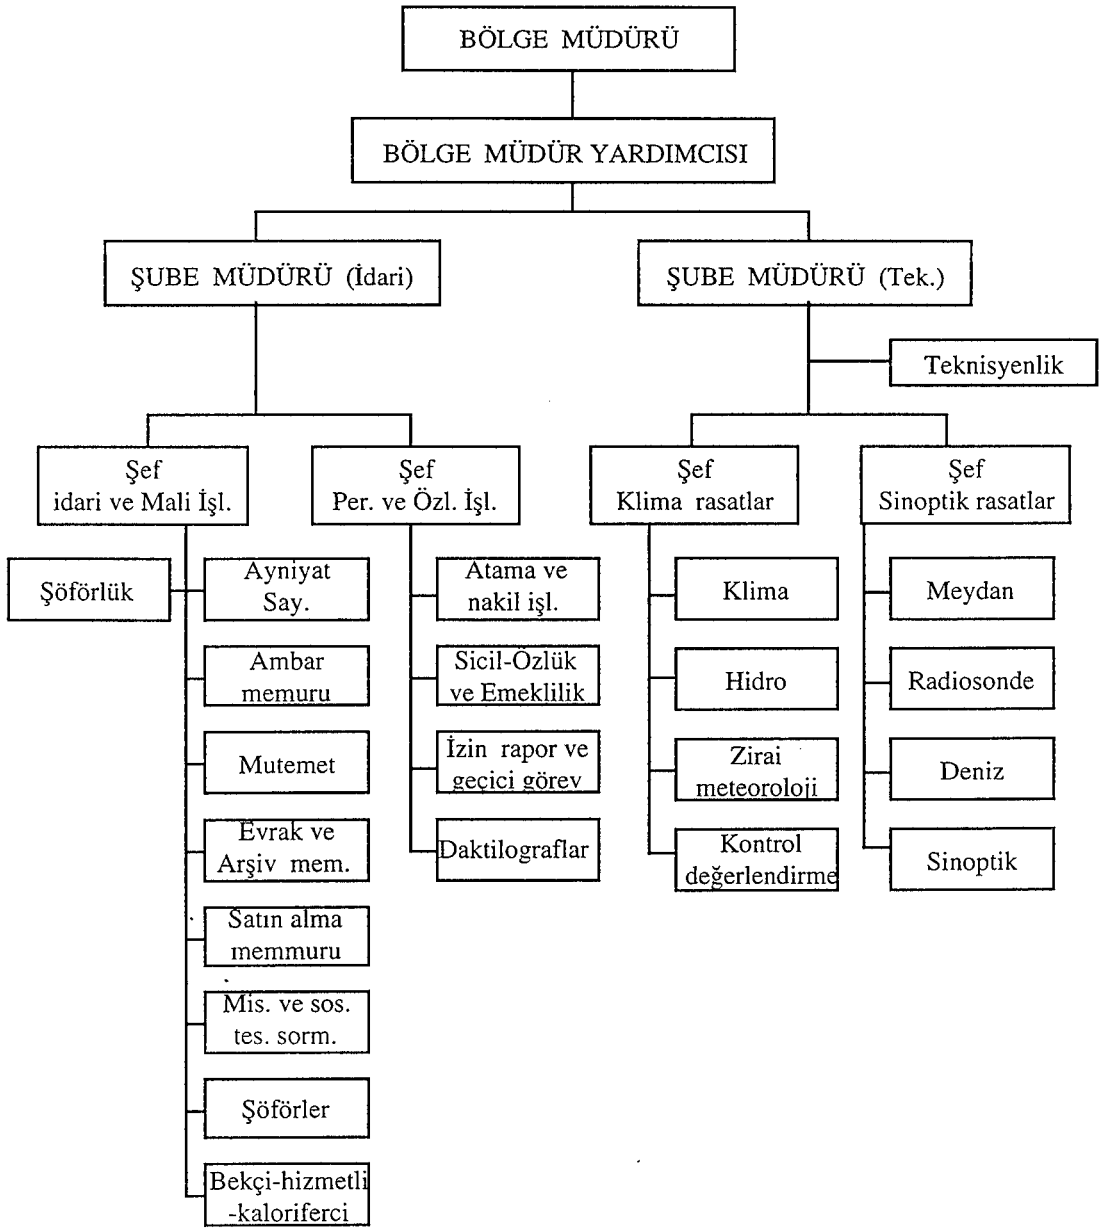 BÖLGE MÜDÜRÜ
BÖLGE MÜDÜR YARDIMCISI
ŞUBE MÜDÜRÜ (İdari)
ŞUBE MÜDÜRÜ (Tek.)
Teknisyenlik
Şef
idari ve Mali İşl.
Şef
Per. ve Özl. İşl.
Şef
Klima rasatlar
Şef
Sinoptik rasatlar
Şöförlük
Ayniyat
Say.
Ambar
memuru
Mutemet
Evrak ve
Arşiv mem.
Satın alma
memmuru
Mis. ve sos.
tes. sorm.
Şöförler
Bekçi-hizmetli
-kaloriferci
Atama ve
nakil işl.
Sicil-Özlük
ve Emeklilik
İzin rapor ve
geçici görev
Daktilograflar
Klima
Hidro
Zirai
meteoroloji
Kontrol
değerlendirme
Meydan
Radiosonde
Deniz
Sinoptik